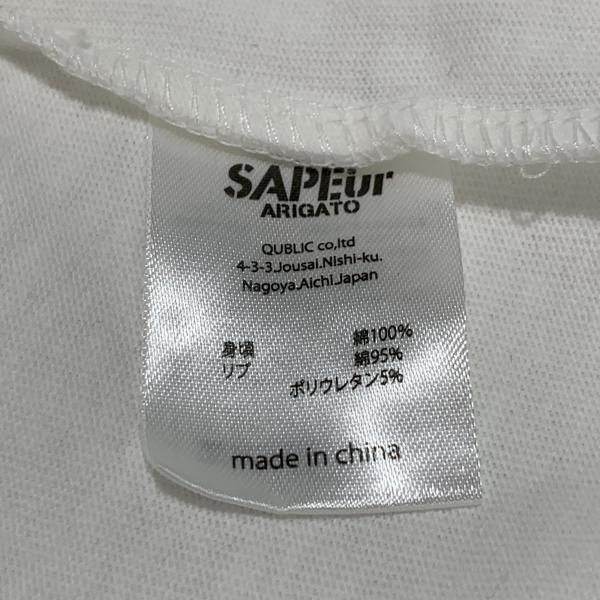 SAPEur
ARIGATO
QUBLIC co,ltd
4-3-3.Jousai.Nishi-ku.
Nagoya.Aichi.Japan
身頃 綿100%
リブ 綿95%
ポリウレタン5%
made in china